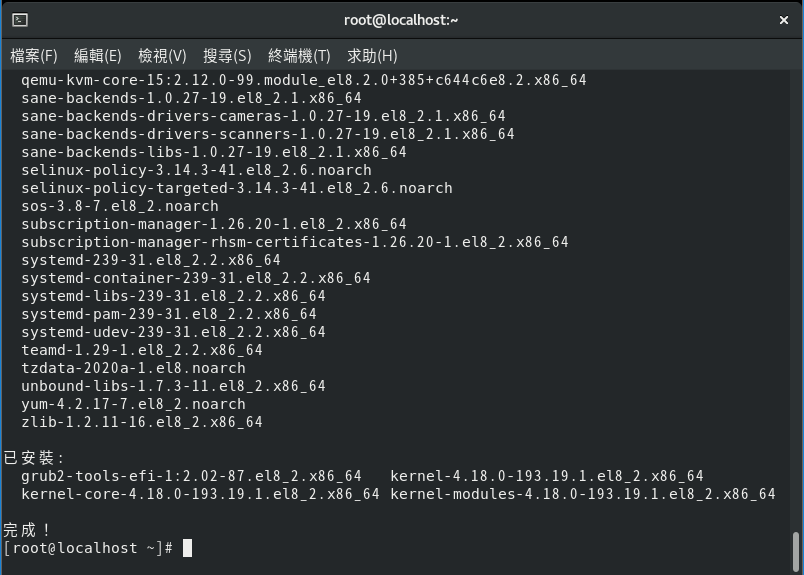 root@localhost:~
檔案(F) 編輯(E) 檢視(V) 搜尋(S) 終端機(T) 求助(H)
qemu-kvm-core-15:2.12.0-99.module_el8.2.0+385+c644c6e8.2.x86_64
sane-backends-1.0.27-19.el8_2.1.x86_64
sane-backends-drivers-cameras-1.0.27-19.el8_2.1.x86_64
sane-backends-drivers-scanners-1.0.27-19.el8_2.1.x86_64
sane-backends-libs-1.0.27-19.el8_2.1.x86_64
selinux-policy-3.14.3-41.el8_2.6.noarch
selinux-policy-targeted-3.14.3-41.el8_2.6.noarch
sos-3.8-7.el8_2.noarch
subscription-manager-1.26.20-1.el8_2.x86_64
subscription-manager-rhsm-certificates-1.26.20-1.el8_2.x86_64
systemd-239-31.el8_2.2.x86_64
systemd-container-239-31.el8_2.2.x86_64
systemd-libs-239-31.el8_2.2.x86_64
systemd-pam-239-31.el8_2.2.x86_64
systemd-udev-239-31.el8_2.2.x86_64
teamd-1.29-1.el8_2.2.x86_64
tzdata-2020a-1.el8.noarch
unbound-libs-1.7.3-11.el8_2.x86_64
yum-4.2.17-7.el8_2.noarch
zlib-1.2.11-16.el8_2.x86_64
已安裝:
grub2-tools-efi-1:2.02-87.el8_2.x86_64 kernel-4.18.0-193.19.1.el8_2.x86_64
kernel-core-4.18.0-193.19.1.el8_2.x86_64 kernel-modules-4.18.0-193.19.1.el8_2.x86_64
完成！
[root@localhost ~]#